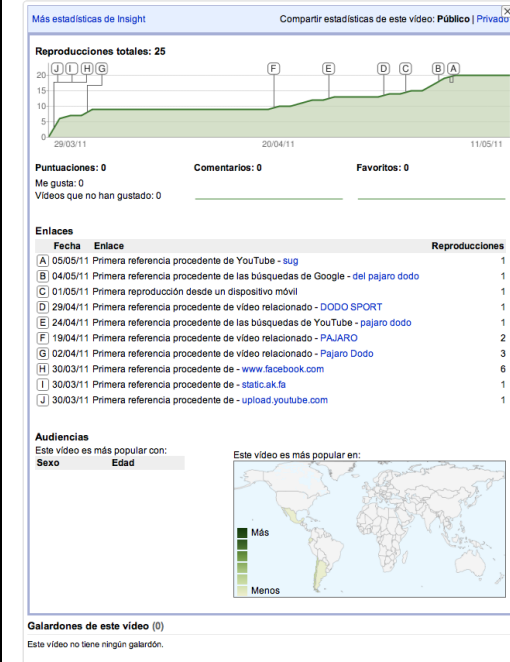 Más estadísticas de Insight Compartir estadísticas de este vídeo: Público | Privado
Reproducciones totales: 25
J I H G F E D C B A
20
15
10
5
0
29/03/11 20/04/11 11/05/11
Puntuaciones: 0 Comentarios: 0 Favoritos: 0
Me gusta: 0
Vídeos que no han gustado: 0
Enlaces
Fecha Enlace Reproducciones
A 05/05/11 Primera referencia procedente de YouTube - sug 1
B 04/05/11 Primera referencia procedente de las búsquedas de Google - del pajaro dodo 1
C 01/05/11 Primera reproducción desde un dispositivo móvil 1
D 29/04/11 Primera referencia procedente de vídeo relacionado - DODO SPORT 1
E 24/04/11 Primera referencia procedente de las búsquedas de YouTube - pajaro dodo 1
F 19/04/11 Primera referencia procedente de vídeo relacionado - PAJARO 2
G 02/04/11 Primera referencia procedente de vídeo relacionado - Pajaro Dodo 3
H 30/03/11 Primera referencia procedente de - www.facebook.com 6
I 30/03/11 Primera referencia procedente de - static.ak.fa 1
J 30/03/11 Primera referencia procedente de - upload.youtube.com 1
Audiencias
Este vídeo es más popular con:
Sexo Edad
Este vídeo es más popular en:
Más
Menos
Galardones de este vídeo (0)
Este vídeo no tiene ningún galardón.